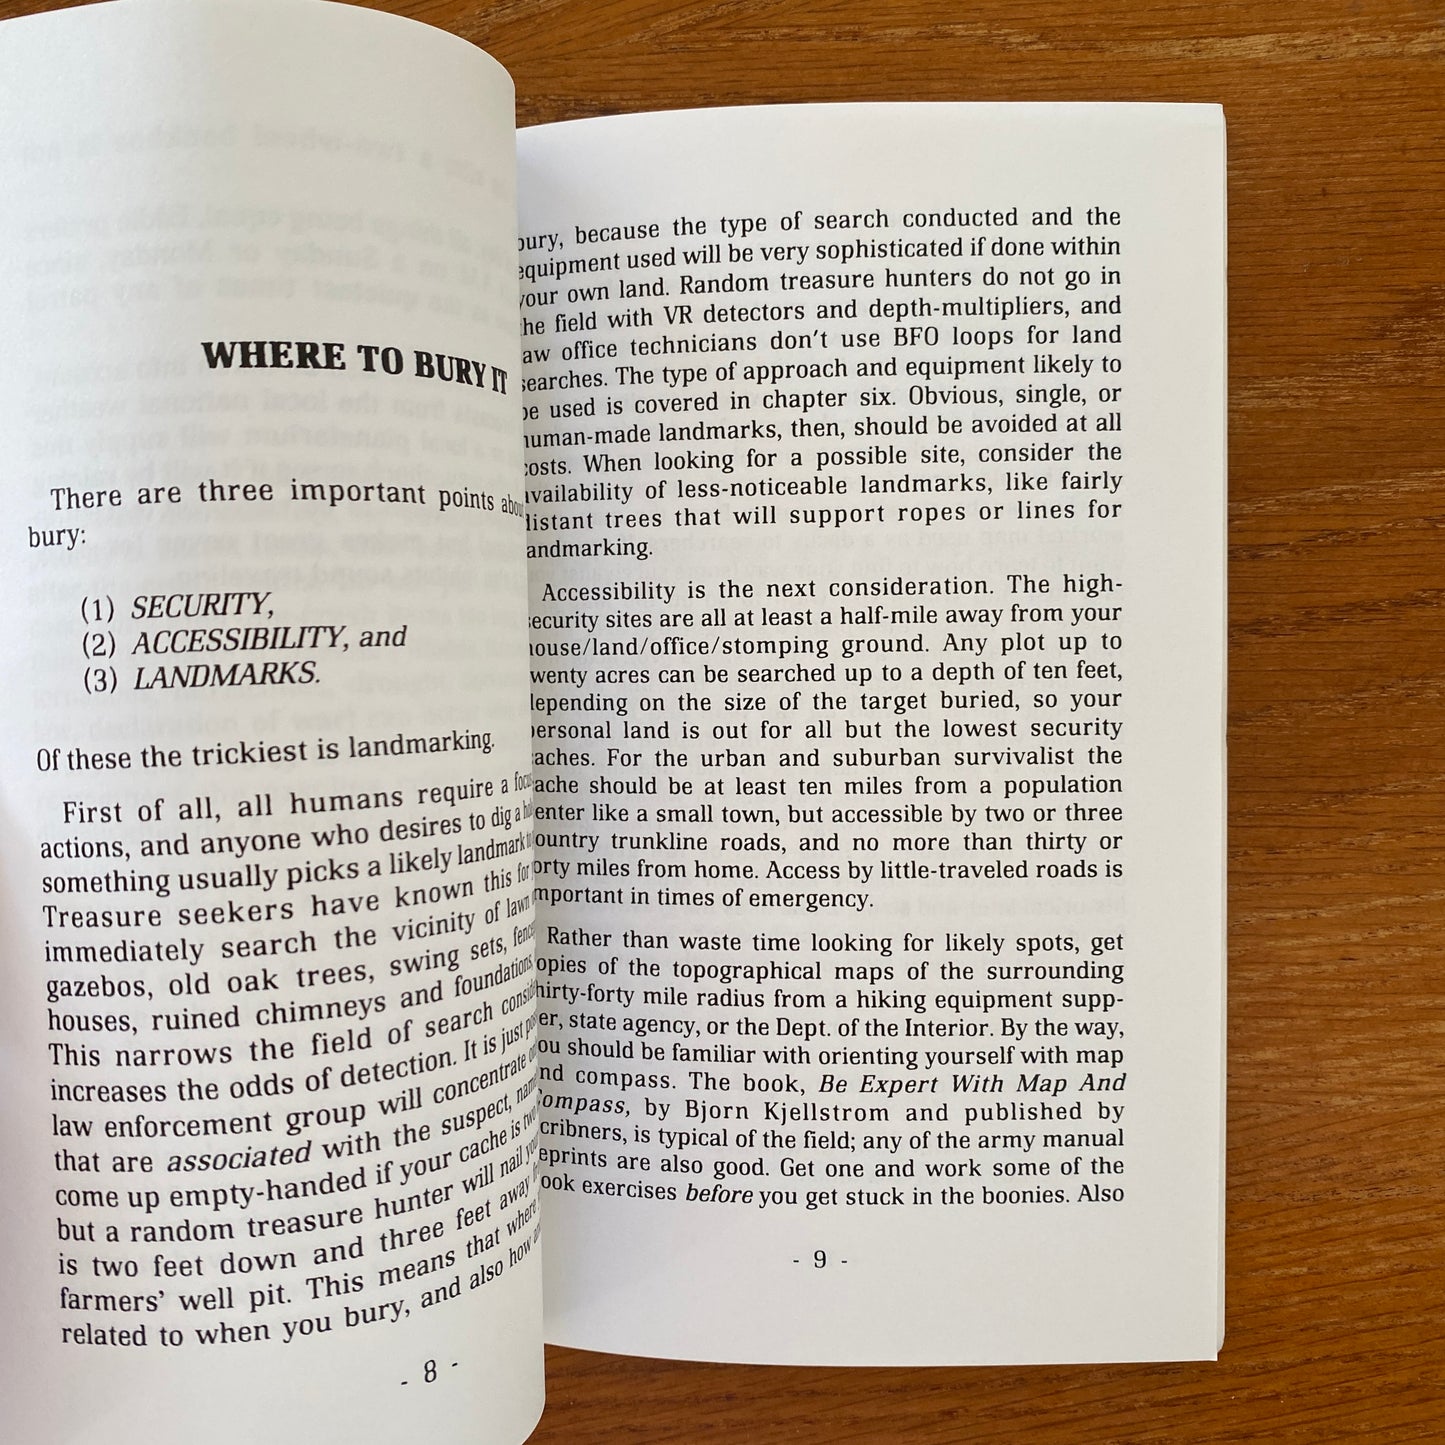 WHERE TO BURY IT
There are three important points
bury:
(1) SECURITY,
(2) ACCESSIBILITY, and
(3) LANDMARKS.
Of these the trickiest is landmarking.
First of all, all humans require a
actions, and anyone who desires to dig a
something usually picks a likely landmark
Treasure seekers have known this for
immediately search the vicinity of lawn
gazebos, old oak trees, swing sets,
houses, ruined chimneys and foundations
This narrows the field of search
increases the odds of detection. It is just
law enforcement group will concentrate
that are associated with the suspect,
come up empty-handed if your cache is
but a random treasure hunter will nail
is two feet down and three feet away
farmers' well pit. This means that where
related to when you bury, and also how
- 8 -
bury, because the type of search conducted and the
equipment used will be very sophisticated if done within
your own land. Random treasure hunters do not go in
the field with VR detectors and depth-multipliers, and
law office technicians don't use BFO loops for land
searches. The type of approach and equipment likely to
be used is covered in chapter six. Obvious, single, or
human-made landmarks, then, should be avoided at all
costs. When looking for a possible site, consider the
availability of less-noticeable landmarks, like fairly
distant trees that will support ropes or lines for
landmarking.
Accessibility is the next consideration. The high-
security sites are all at least a half-mile away from your
house/land/office/stomping ground. Any plot up to
twenty acres can be searched up to a depth of ten feet,
depending on the size of the target buried, so your
personal land is out for all but the lowest security
caches. For the urban and suburban survivalist the
cache should be at least ten miles from a population
center like a small town, but accessible by two or three
country trunkline roads, and no more than thirty or
forty miles from home. Access by little-traveled roads is
important in times of emergency.
Rather than waste time looking for likely spots, get
copies of the topographical maps of the surrounding
thirty-forty mile radius from a hiking equipment supp-
er, state agency, or the Dept. of the Interior. By the way,
you should be familiar with orienting yourself with map
and compass. The book, Be Expert With Map And
Compass, by Bjorn Kjellstrom and published by
Scribners, is typical of the field; any of the army manual
reprints are also good. Get one and work some of the
book exercises before you get stuck in the boonies. Also
- 9 -